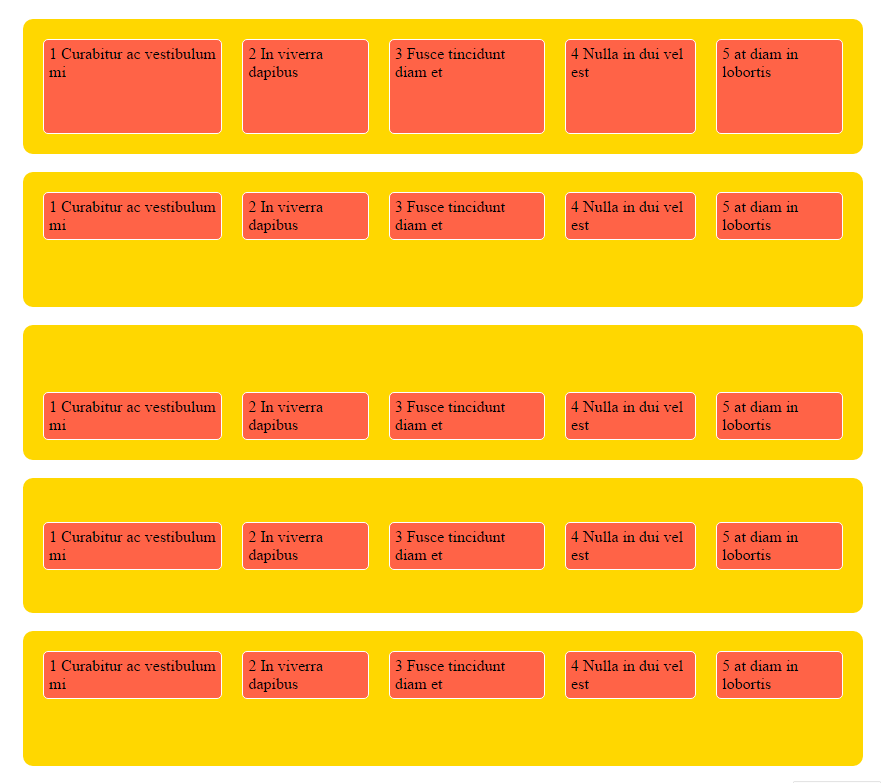 1 Curabitur ac vestibulum mi
2 In viverra dapibus
3 Fusce tincidunt diam et
4 Nulla in dui vel est
5 at diam in lobortis
1 Curabitur ac vestibulum mi
2 In viverra dapibus
3 Fusce tincidunt diam et
4 Nulla in dui vel est
5 at diam in lobortis
1 Curabitur ac vestibulum mi
2 In viverra dapibus
3 Fusce tincidunt diam et
4 Nulla in dui vel est
5 at diam in lobortis
1 Curabitur ac vestibulum mi
2 In viverra dapibus
3 Fusce tincidunt diam et
4 Nulla in dui vel est
5 at diam in lobortis
1 Curabitur ac vestibulum mi
2 In viverra dapibus
3 Fusce tincidunt diam et
4 Nulla in dui vel est
5 at diam in lobortis